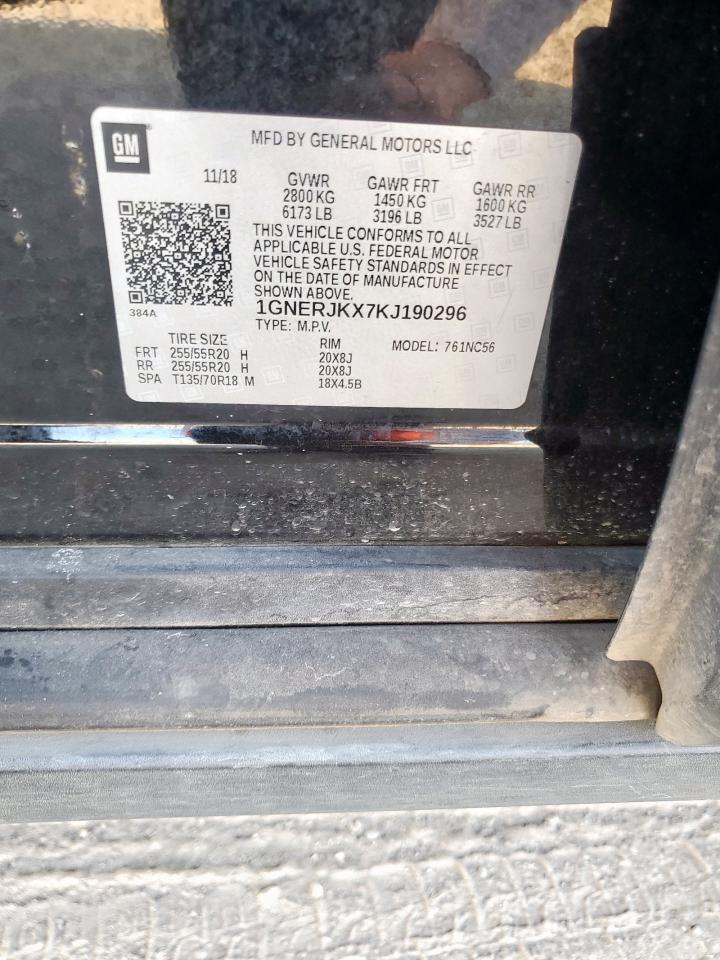 GM
MFD BY GENERAL MOTORS LLC
11/18 GVWR GAWR FRT GAWR RR
2800 KG 1450 KG 1600 KG
6173 LB 3196 LB 3527 LB
THIS VEHICLE CONFORMS TO ALL
APPLICABLE U.S. FEDERAL MOTOR
VEHICLE SAFETY STANDARDS IN EFFECT
ON THE DATE OF MANUFACTURE
SHOWN ABOVE.
384A
1GNERJKX7KJ190296
TYPE: M.P.V.
TIRE SIZE RIM MODEL: 761NC56
FRT 255/55R20 H 20X8J
RR 255/55R20 H 20X8J
SPA T135/70R18 M 18X4.5B